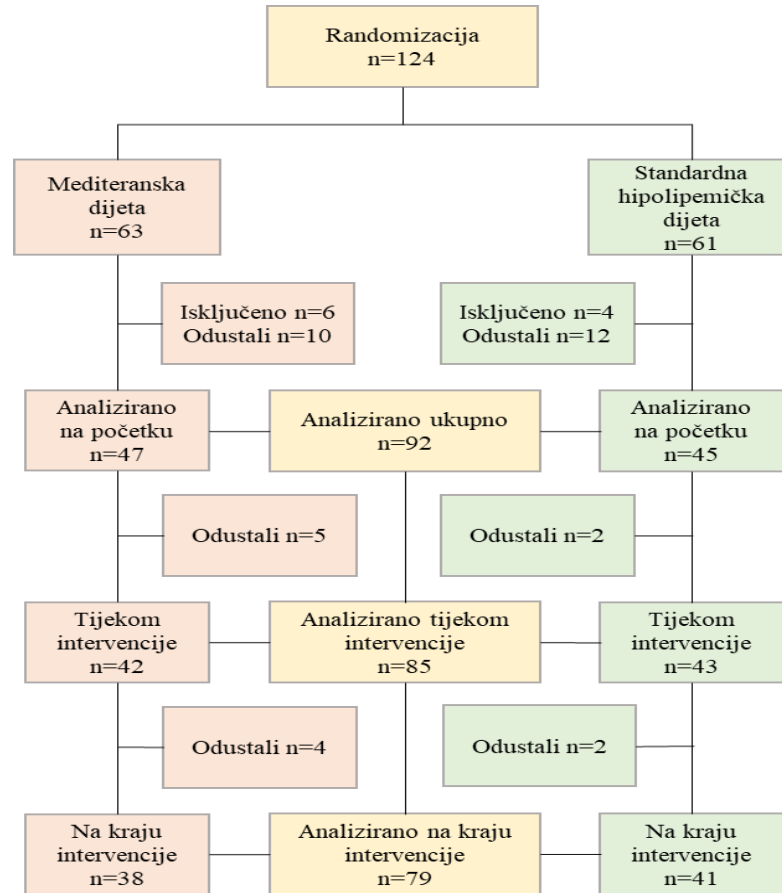 Randomizacija
n=124
Mediteranska
dijeta
n=63
Standardna
hipolipemička
dijeta
n=61
Isključeno n=6
Odustali n=10
Isključeno n=4
Odustali n=12
Analizirano
na početku
n=47
Analizirano ukupno
n=92
Analizirano
na početku
n=45
Odustali n=5
Odustali n=2
Tijekom
intervencije
n=42
Analizirano tijekom
intervencije
n=85
Tijekom
intervencije
n=43
Odustali n=4
Odustali n=2
Na kraju
intervencije
n=38
Analizirano na kraju
intervencije
n=79
Na kraju
intervencije
n=41